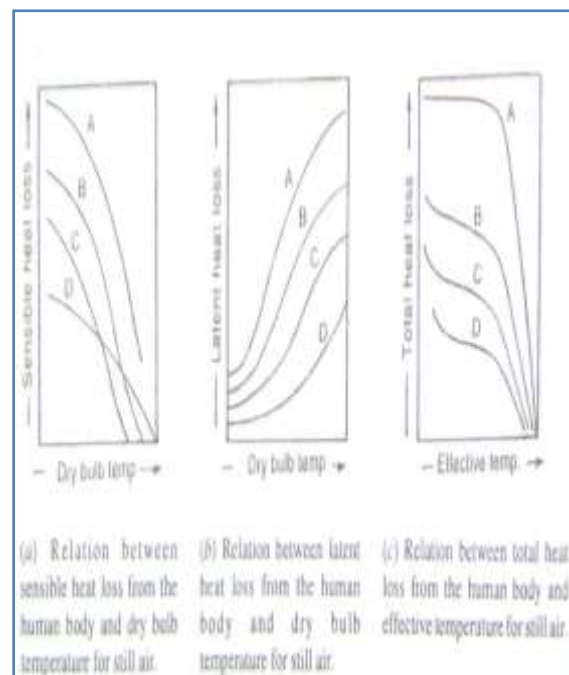 Sensible heat loss
A
B
C
D
Dry bulb temp
Latent heat loss
A
B
C
D
Dry bulb temp
Total heat loss
A
B
C
D
Effective temp.
(a) Relation between
sensible heat loss from the
human body and dry bulb
temperature for still air.
(b) Relation between latent
heat loss from the human
body and dry bulb
temperature for still air.
(c) Relation between total heat
loss from the human body and
effective temperature for still air.